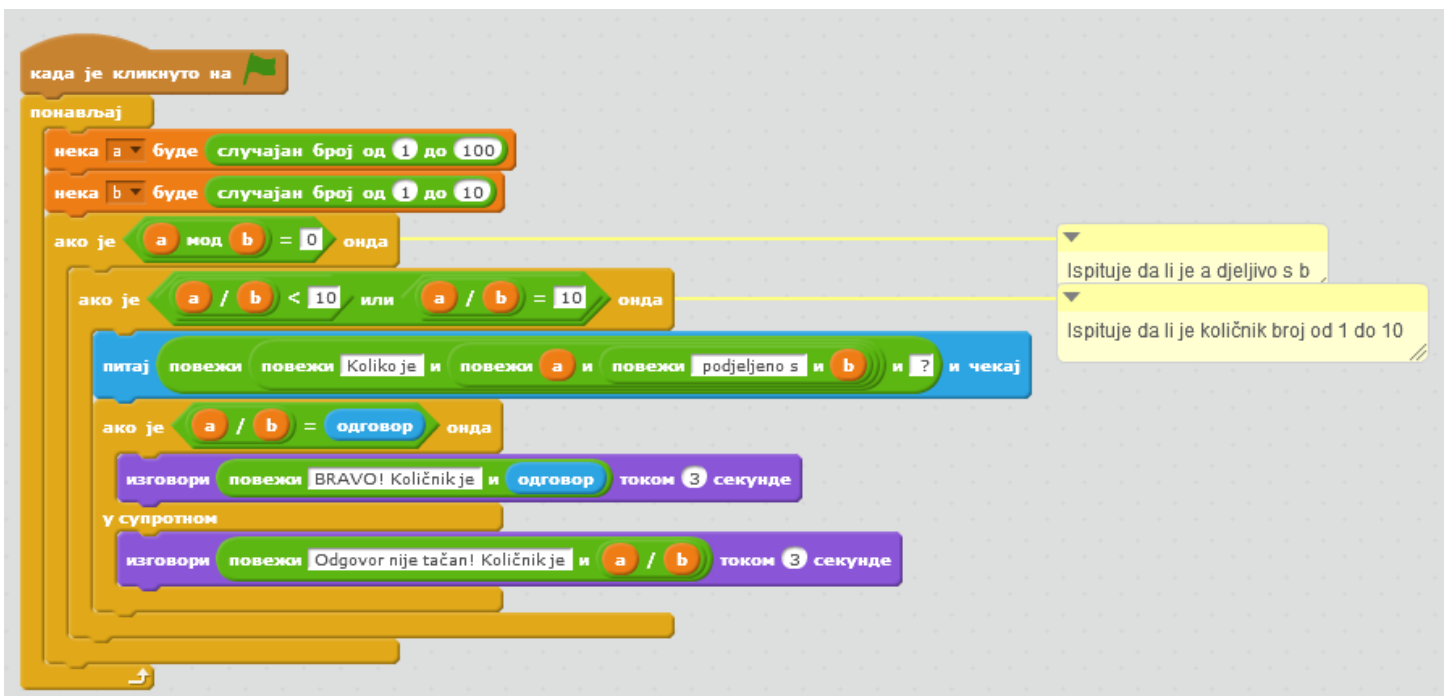 када је кликнуто на
понављај
нека a буде случајан број од 1 до 100
нека b буде случајан број од 1 до 10
ако је a мод b = 0 онда
Ispituje da li je a djeljivo s b
ако је a / b < 10 или a / b = 10 онда
Ispituje da li je količnik broj od 1 do 10
питај повежи повежи Koliko je и повежи a и повежи podjeljeno s и b и ? и чекај
ако је a / b = одговор онда
изговори повежи BRAVO! Količnik je и одговор током 3 секунде
у супротном
изговори повежи Odgovor nije tačan! Količnik je и a / b током 3 секунде